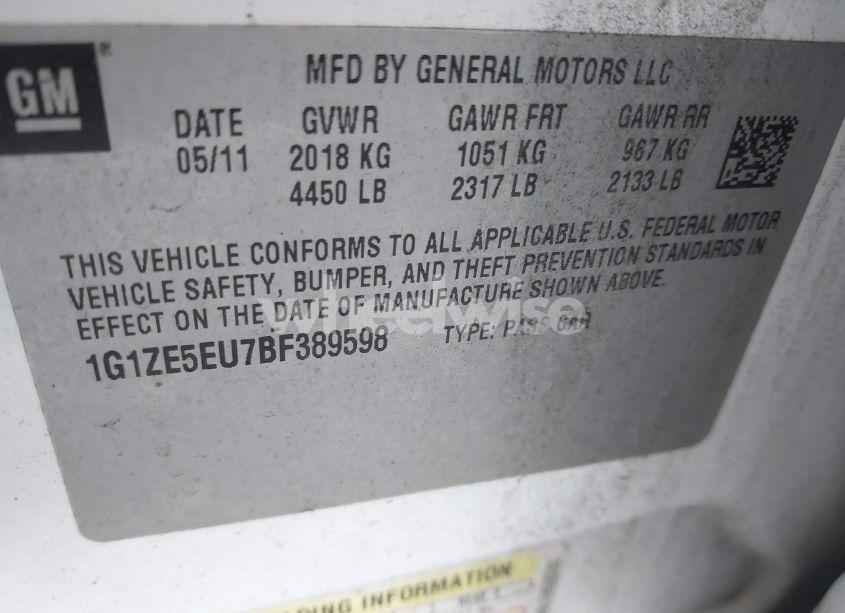 GM
MFD BY GENERAL MOTORS LLC
DATE GVWR GAWR FRT GAWR RR
05/11 2018 KG 1051 KG 967 KG
4450 LB 2317 LB 2133 LB
THIS VEHICLE CONFORMS TO ALL APPLICABLE U.S. FEDERAL MOTOR
VEHICLE SAFETY, BUMPER, AND THEFT PREVENTION STANDARDS IN
EFFECT ON THE DATE OF MANUFACTURE SHOWN ABOVE.
wheelwise
1G1ZE5EU7BF389598 TYPE: PASS CAR
INFORMATION